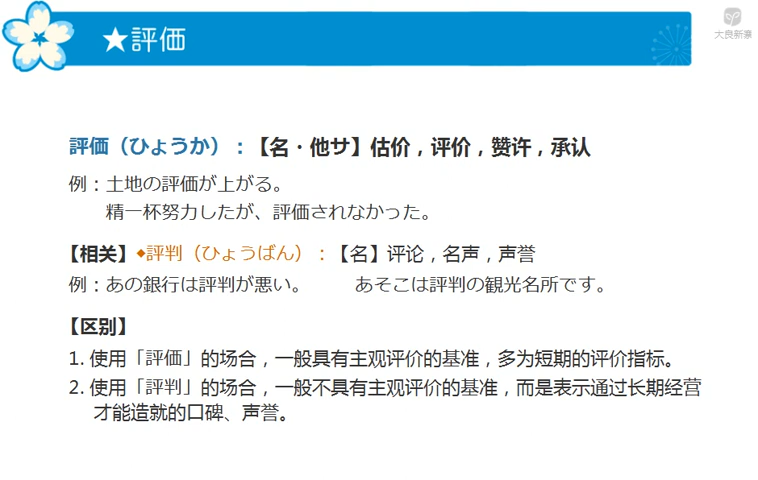 ★評価
大良新素
評価（ひょうか）：【名・他サ】估价，评价，赞许，承认
例：土地の評価が上がる。
精一杯努力したが、評価されなかった。
【相关】◆評判（ひょうばん）：【名】评论，名声，声誉
例：あの銀行は評判が悪い。 あそこは評判の観光名所です。
【区别】
1. 使用「評価」的场合，一般具有主观评价的基准，多为短期的评价指标。
2. 使用「評判」的场合，一般不具有主观评价的基准，而是表示通过长期经营
才能造就的口碑、声誉。